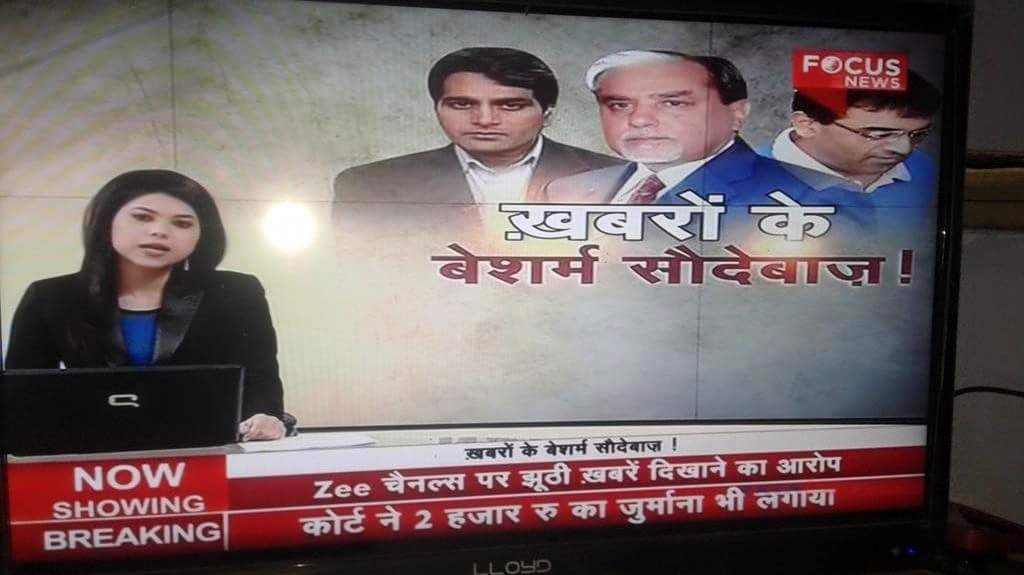 FOCUS
NEWS
ख़बरों के
बेशर्म सौदेबाज़ !
ख़बरों के बेशर्म सौदेबाज़ !
NOW
SHOWING
Zee चैनल्स पर झूठी ख़बरें दिखाने का आरोप
BREAKING
कोर्ट ने 2 हजार रु का जुर्माना भी लगाया
LLOYD